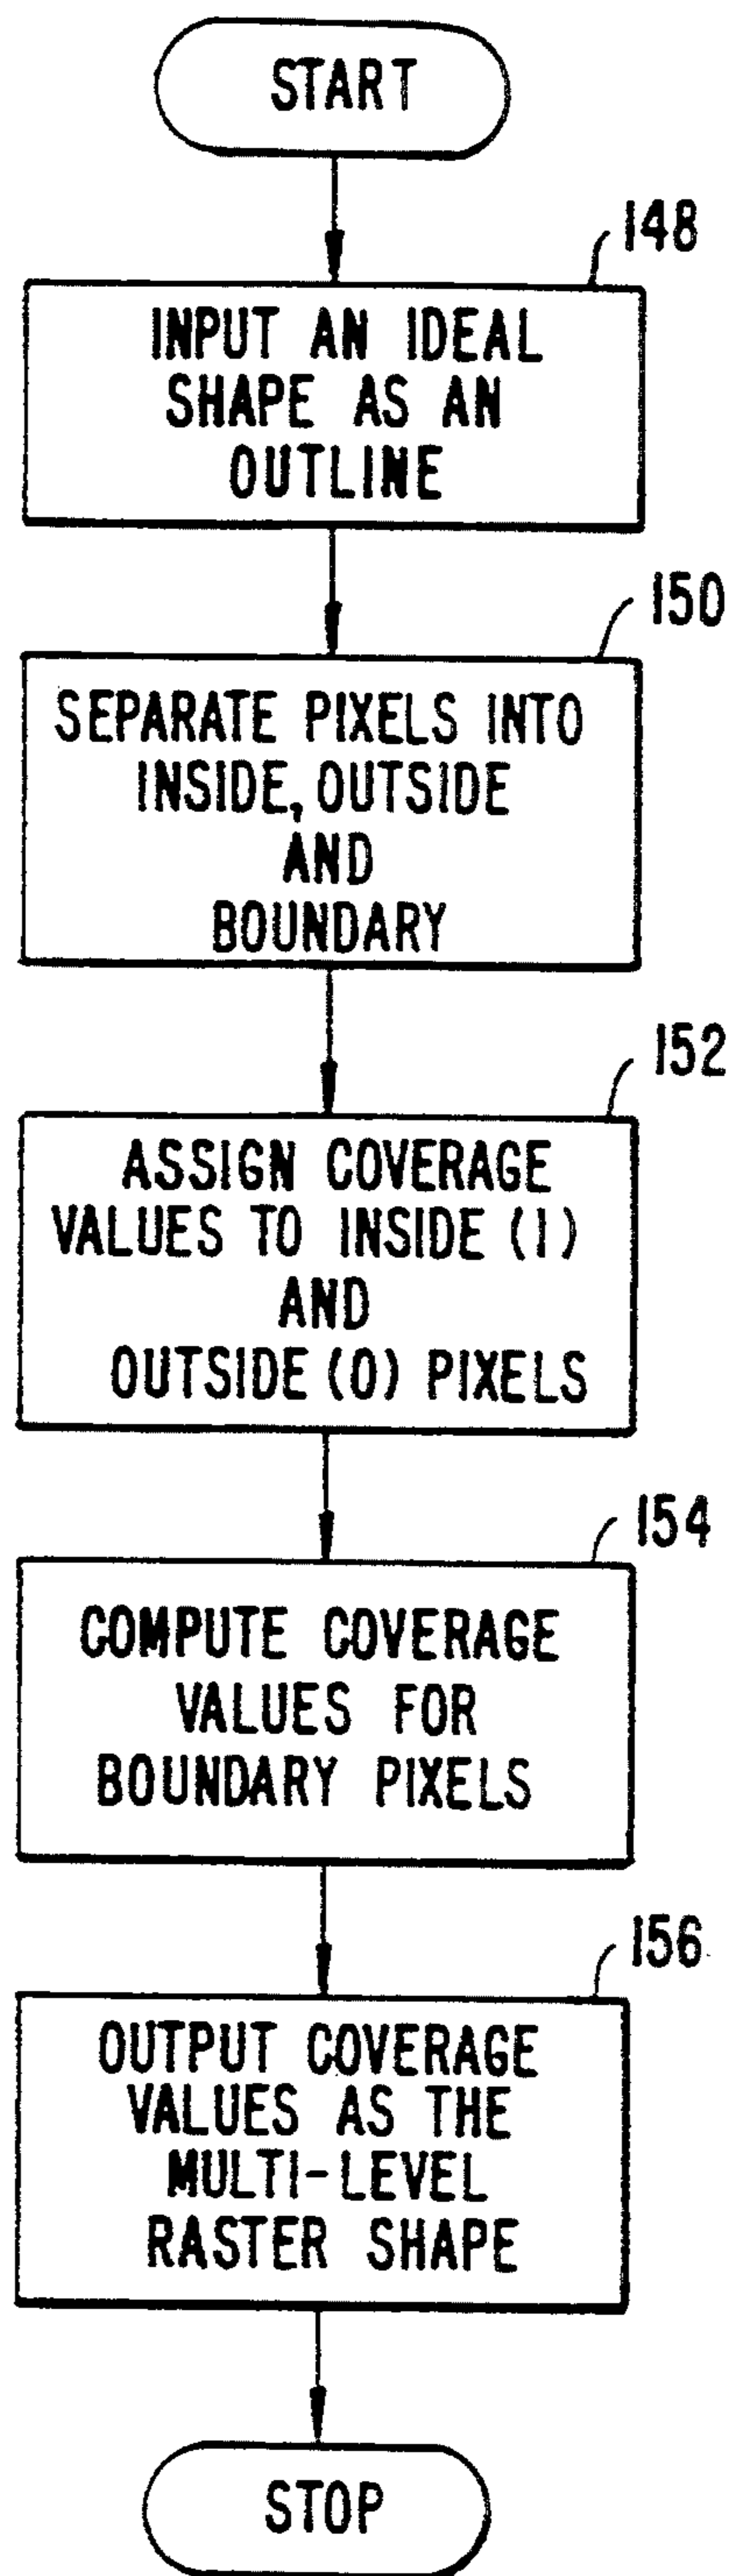 START
148
INPUT AN IDEAL
SHAPE AS AN
OUTLINE
150
SEPARATE PIXELS INTO
INSIDE, OUTSIDE
AND
BOUNDARY
152
ASSIGN COVERAGE
VALUES TO INSIDE (1)
AND
OUTSIDE (0) PIXELS
154
COMPUTE COVERAGE
VALUES FOR
BOUNDARY PIXELS
156
OUTPUT COVERAGE
VALUES AS THE
MULTI-LEVEL
RASTER SHAPE
STOP